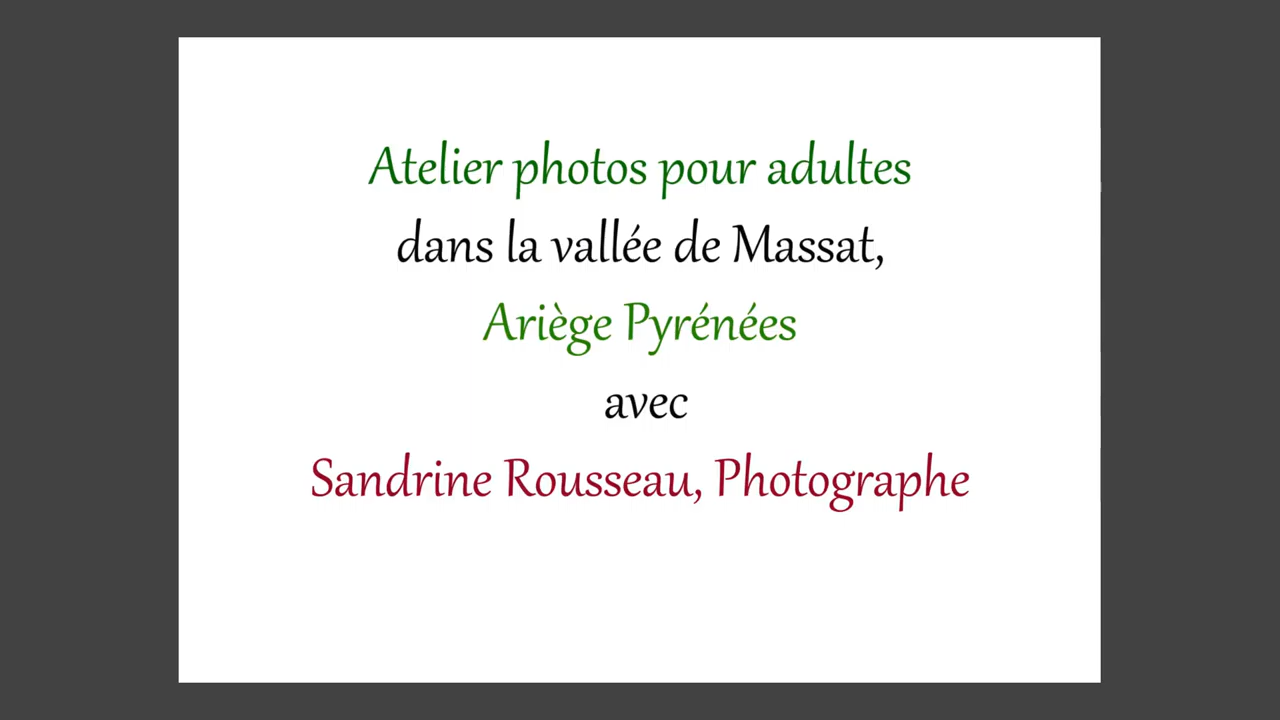 Atelier photos pour adultes
dans la vallée de Massat,
Ariège Pyrénées
avec
Sandrine Rousseau, Photographe